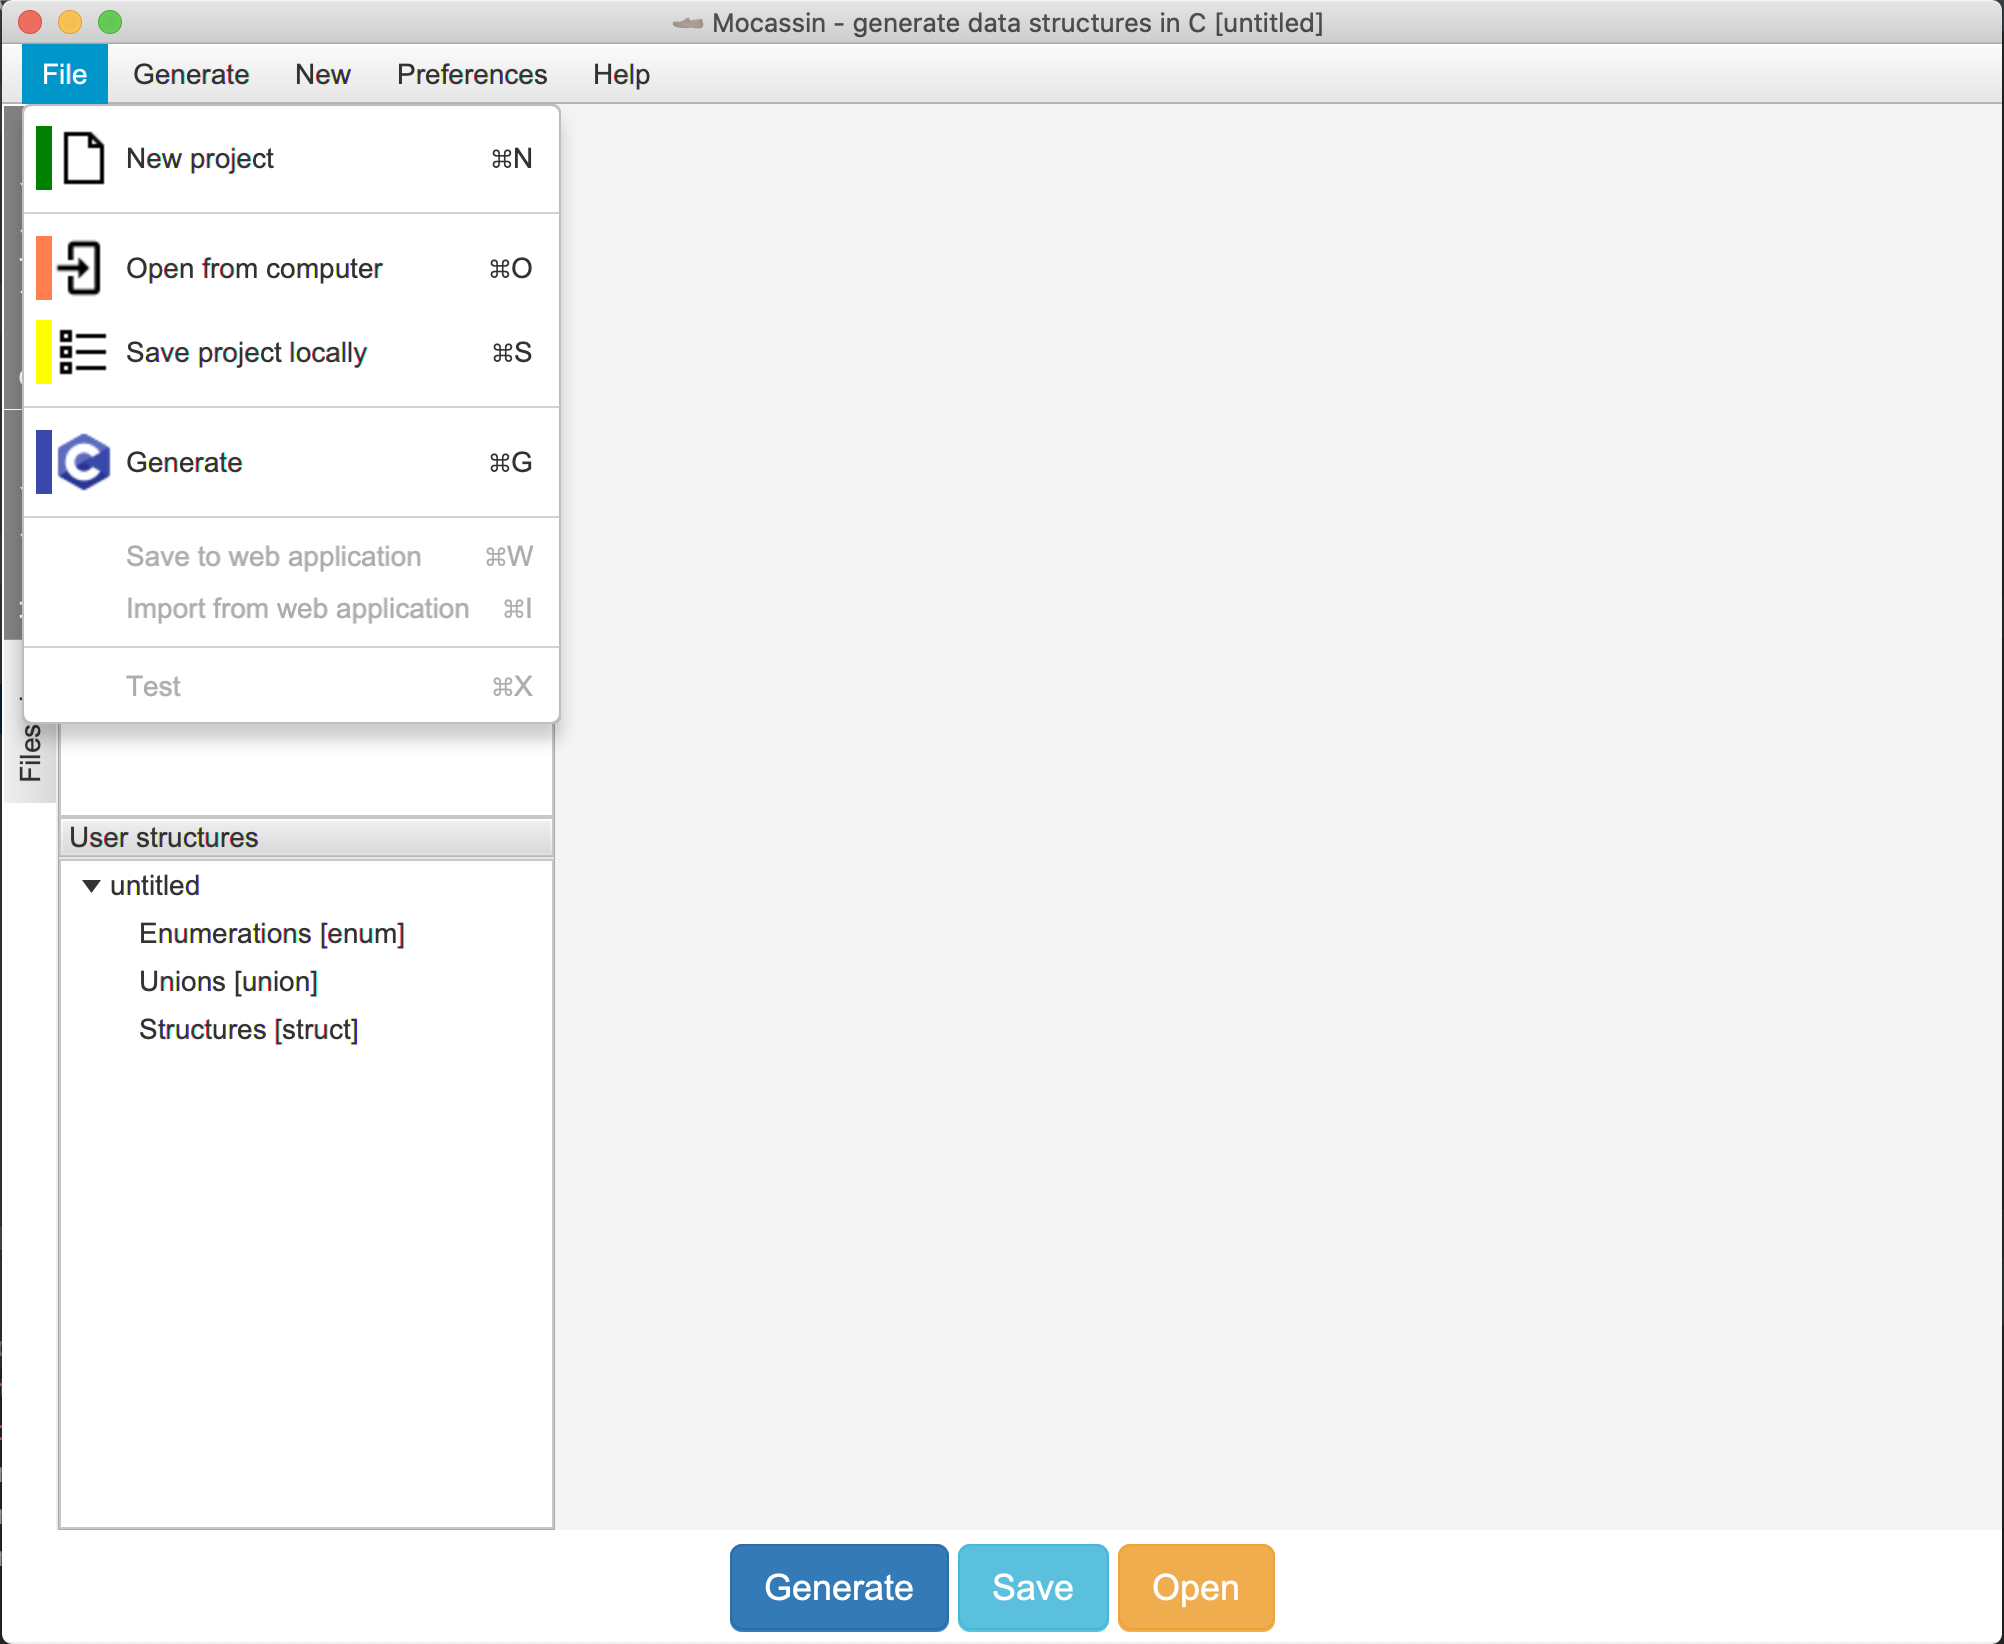 Mocassin - generate data structures in C [untitled]
File Generate New Preferences Help
New project ⌘N
Open from computer ⌘O
Save project locally ⌘S
Generate ⌘G
Save to web application ⌘W
Import from web application ⌘I
Test ⌘X
Files
User structures
untitled
Enumerations [enum]
Unions [union]
Structures [struct]
Generate Save Open